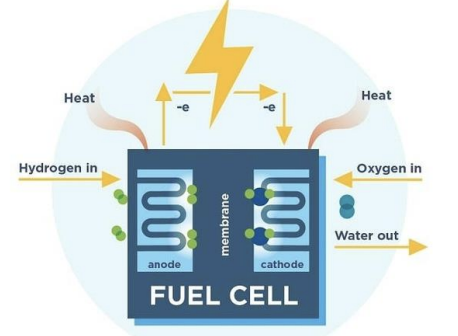 Heat
Heat
-e
-e
Hydrogen in
Oxygen in
membrane
Water out
anode
cathode
FUEL CELL